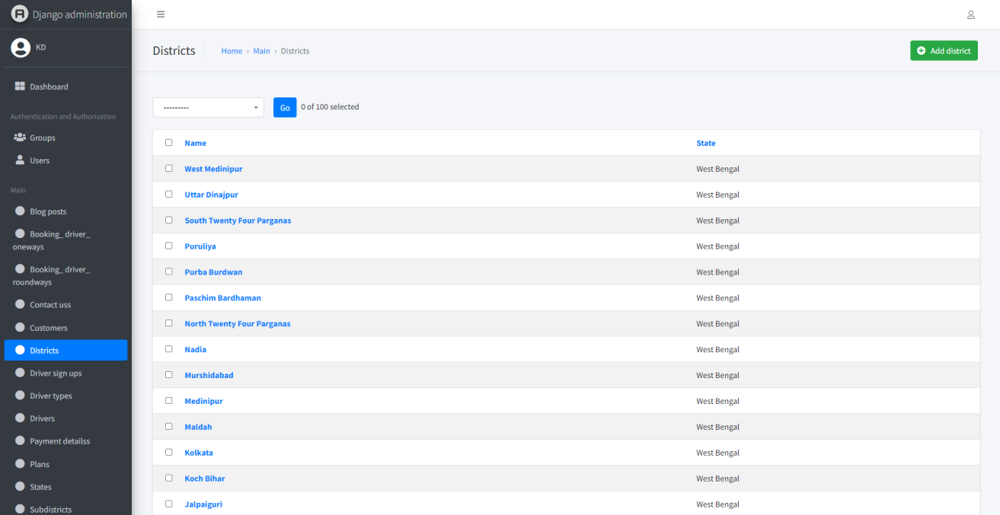 Django administration
KD
Dashboard
Authentication and Authorization
Groups
Users
Main
Blog posts
Booking_ driver_
oneways
Booking_ driver_
roundways
Contact uss
Customers
Districts
Driver sign ups
Driver types
Drivers
Payment detailss
Plans
States
Subdistricts
Districts
Home › Main › Districts
Add district
---------
Go
0 of 100 selected
Name State
West Medinipur West Bengal
Uttar Dinajpur West Bengal
South Twenty Four Parganas West Bengal
Puruliya West Bengal
Purba Burdwan West Bengal
Paschim Bardhaman West Bengal
North Twenty Four Parganas West Bengal
Nadia West Bengal
Murshidabad West Bengal
Medinipur West Bengal
Maldah West Bengal
Kolkata West Bengal
Koch Bihar West Bengal
Jalpaiguri West Bengal